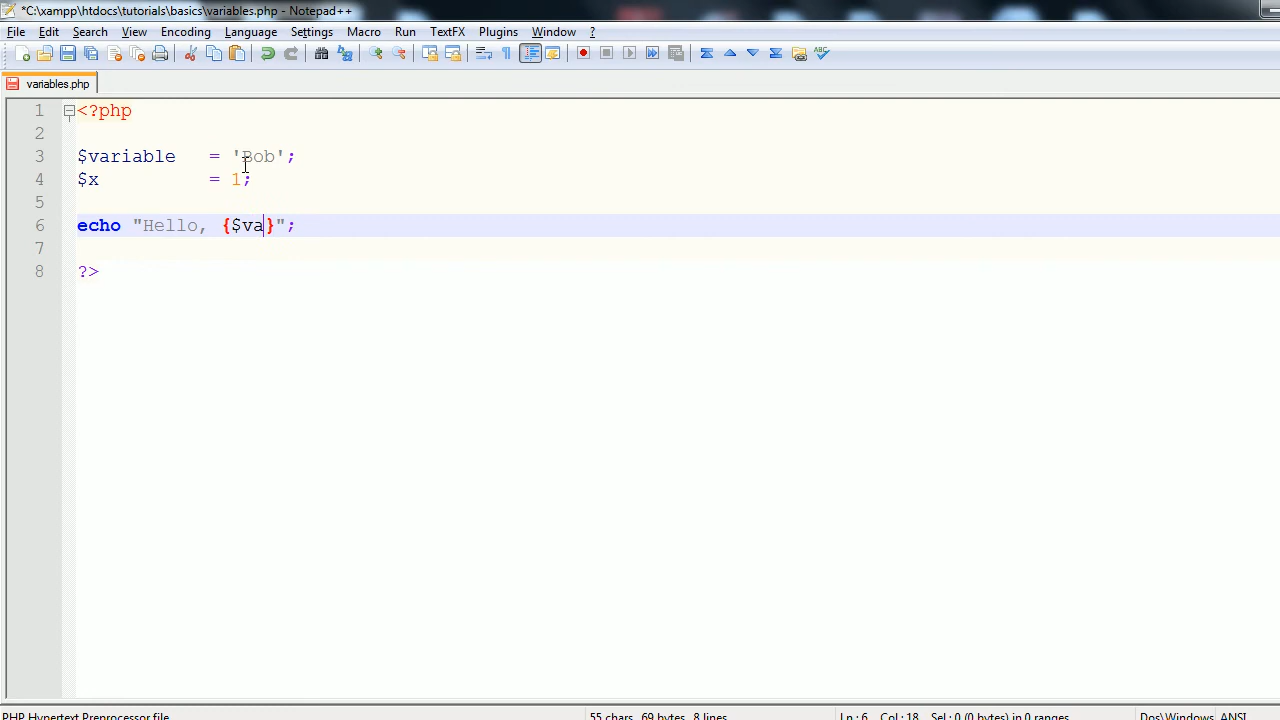 *C:\xampp\htdocs\tutorials\basics\variables.php - Notepad++
File Edit Search View Encoding Language Settings Macro Run TextFX Plugins Window ?
variables.php
1 <?php
2
3 $variable = 'Bob';
4 $x = 1;
5
6 echo "Hello, {$va}";
7
8 ?>
PHP Hypertext Preprocessor file 55 chars 69 bytes 8 lines Ln : 6 Col : 18 Sel : 0 (0 bytes) in 0 ranges Dos\Windows ANSI